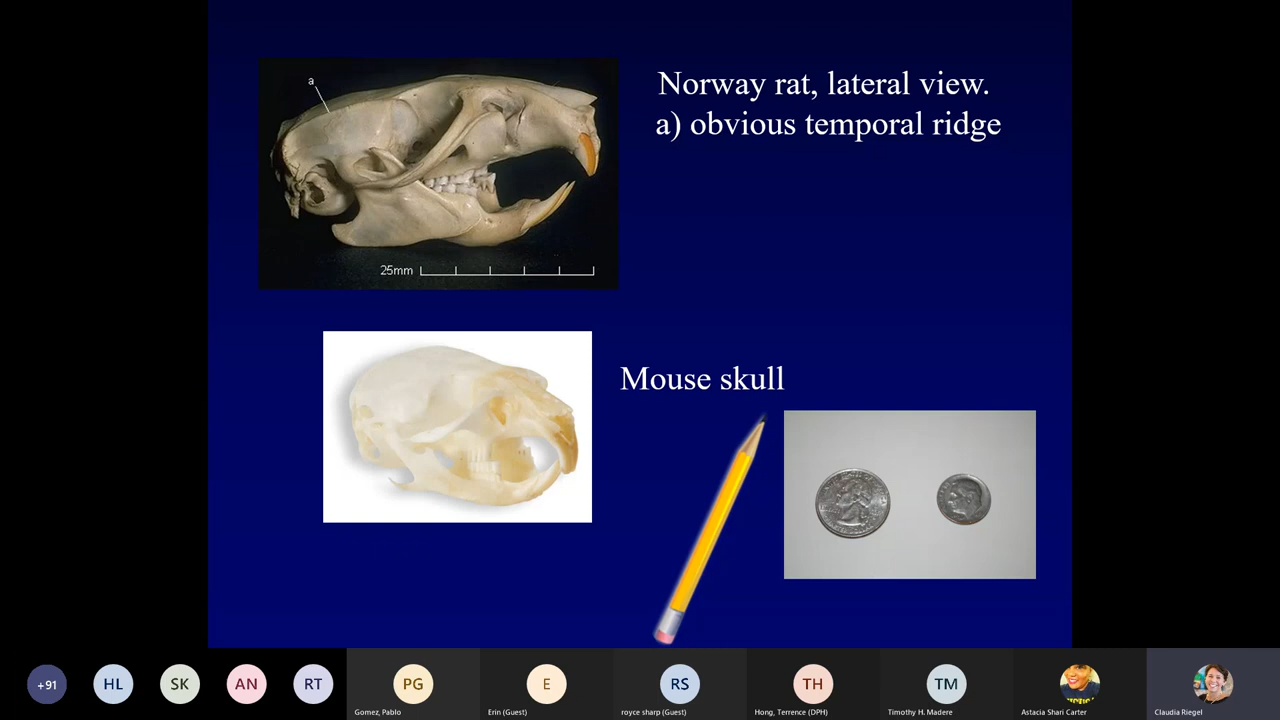 a
25mm
Norway rat, lateral view.
a) obvious temporal ridge
Mouse skull
+91
HL
SK
AN
RT
PG
E
RS
TH
TM
Gomez, Pablo
Erin (Guest)
royce sharp (Guest)
Hong, Terrence (DPH)
Timothy H. Madere
Astacia Shari Carter
Claudia Riegel